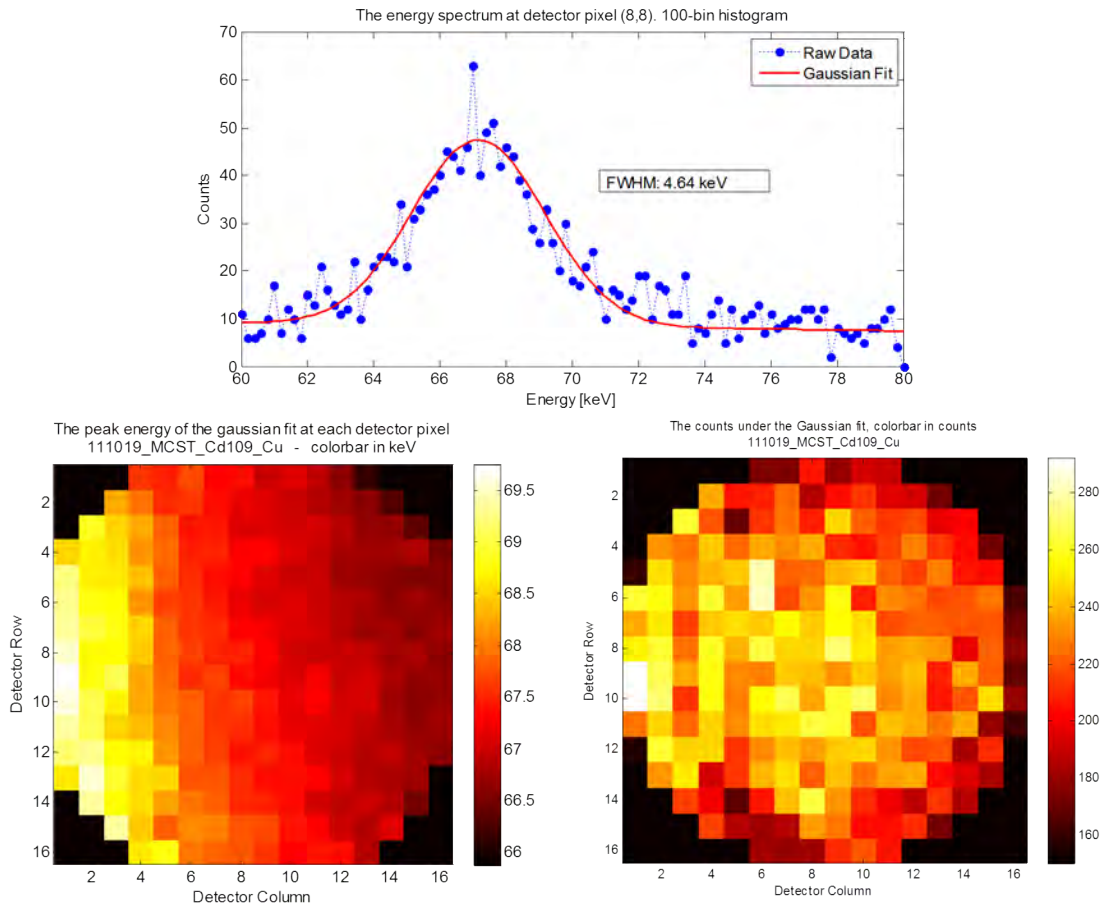 The energy spectrum at detector pixel (8,8). 100-bin histogram
70
60
50
40
30
20
10
0
Counts
Raw Data
Gaussian Fit
FWHM: 4.64 keV
60 62 64 66 68 70 72 74 76 78 80
Energy [keV]
The peak energy of the gaussian fit at each detector pixel
111019_MCST_Cd109_Cu - colorbar in keV
2
4
6
8
10
12
14
16
Detector Row
2 4 6 8 10 12 14 16
Detector Column
69.5
69
68.5
68
67.5
67
66.5
66
The counts under the Gaussian fit, colorbar in counts
111019_MCST_Cd109_Cu
2
4
6
8
10
12
14
16
Detector Row
2 4 6 8 10 12 14 16
Detector Column
280
260
240
220
200
180
160